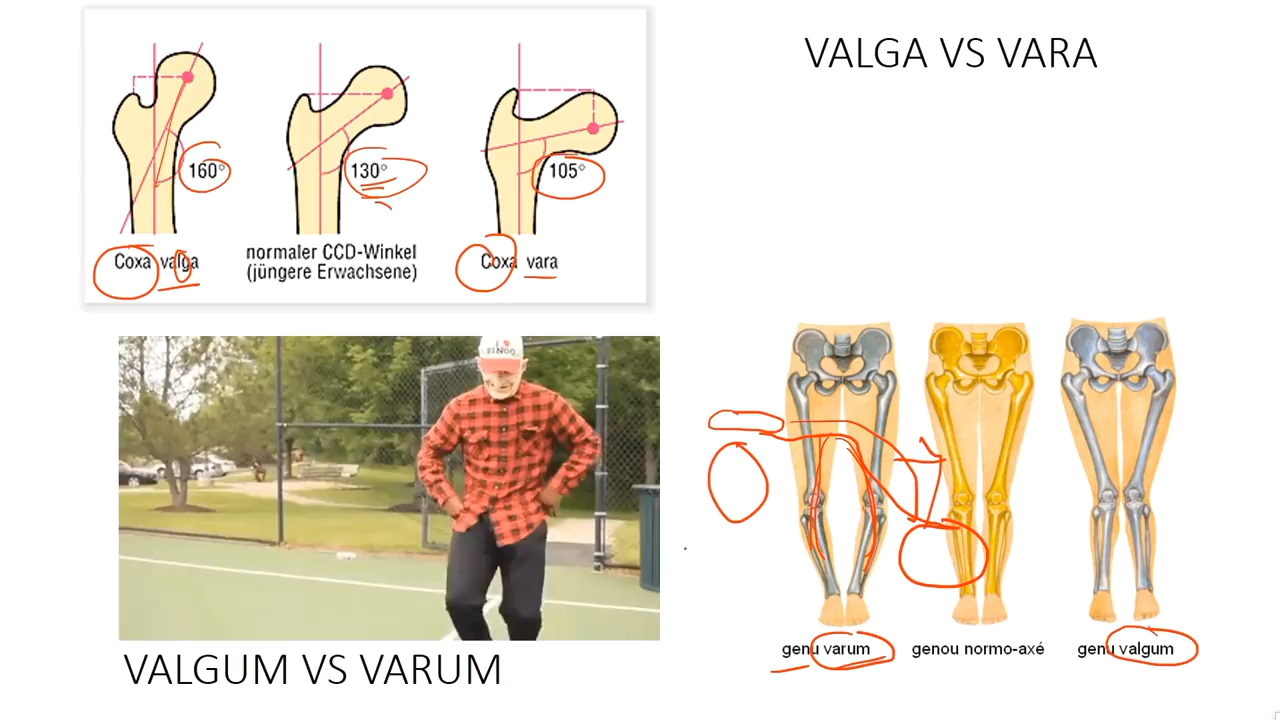 VALGA VS VARA
160°
130°
105°
Coxa valga
normaler CCD-Winkel
(jüngere Erwachsene)
Coxa vara
VALGUM VS VARUM
genu varum
genou normo-axé
genu valgum